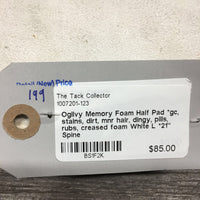 (New) Price
199
The Tack Collector
1007201-123
Ogilvy Memory Foam Half Pad *gc,
stains, dirt, mnr hair, dingy, pills,
rubs, creased foam White L *21"
Spine
BS1F2K
$85.00